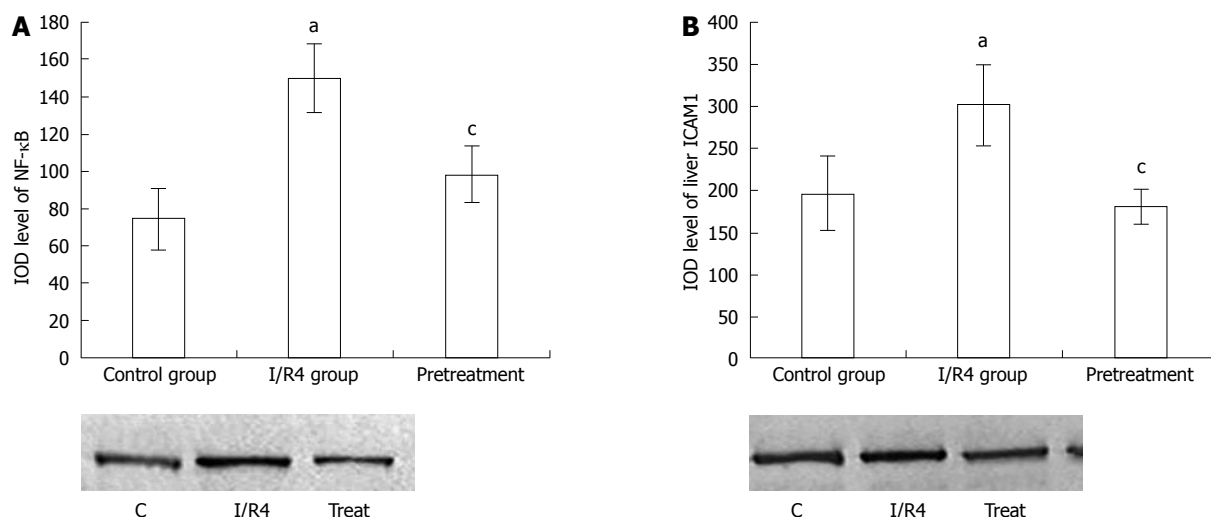 A
IOD level of NF-κB
180
160
140
120
100
80
60
40
20
0
a
c
Control group
I/R4 group
Pretreatment
C
I/R4
Treat
B
IOD level of liver ICAM1
400
350
300
250
200
150
100
50
0
a
c
Control group
I/R4 group
Pretreatment
C
I/R4
Treat